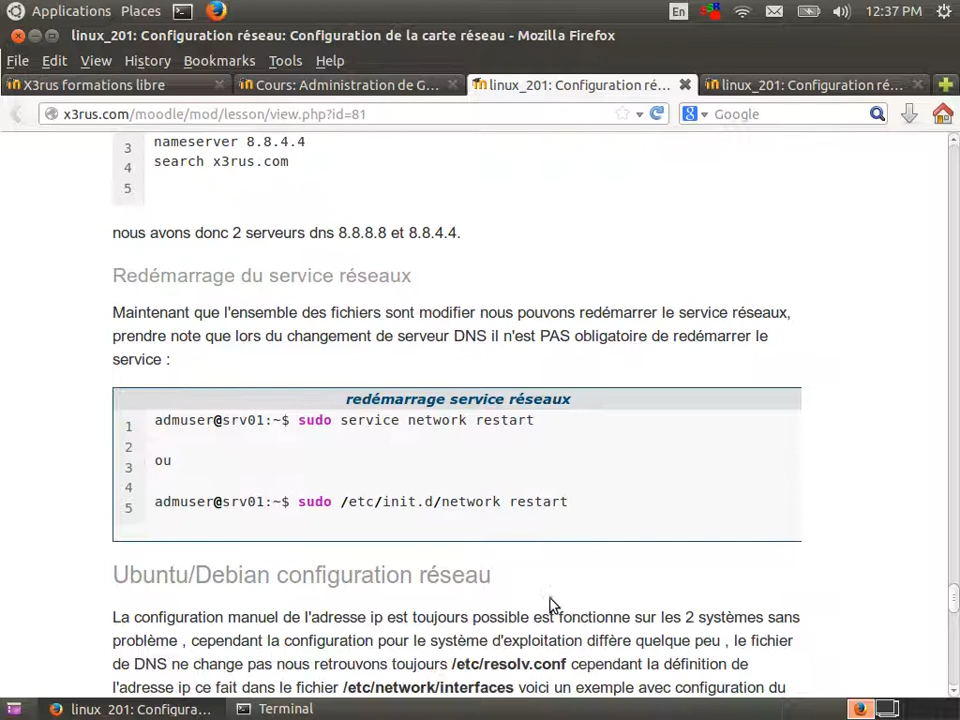 Applications Places En 12:37 PM
linux_201: Configuration réseau: Configuration de la carte réseau - Mozilla Firefox
File Edit View History Bookmarks Tools Help
X3rus formations libre Cours: Administration de G... linux_201: Configuration ré... linux_201: Configuration ré...
x3rus.com/moodle/mod/lesson/view.php?id=81 Google
3 nameserver 8.8.4.4
4 search x3rus.com
5
nous avons donc 2 serveurs dns 8.8.8.8 et 8.8.4.4.
Redémarrage du service réseaux
Maintenant que l'ensemble des fichiers sont modifier nous pouvons redémarrer le service réseaux,
prendre note que lors du changement de serveur DNS il n'est PAS obligatoire de redémarrer le
service :
redémarrage service réseaux
1 admuser@srv01:~$ sudo service network restart
2
3 ou
4
5 admuser@srv01:~$ sudo /etc/init.d/network restart
Ubuntu/Debian configuration réseau
La configuration manuel de l'adresse ip est toujours possible est fonctionne sur les 2 systèmes sans
problème , cependant la configuration pour le système d'exploitation diffère quelque peu , le fichier
de DNS ne change pas nous retrouvons toujours /etc/resolv.conf cependant la définition de
l'adresse ip ce fait dans le fichier /etc/network/interfaces voici un exemple avec configuration du
linux_201: Configura... Terminal